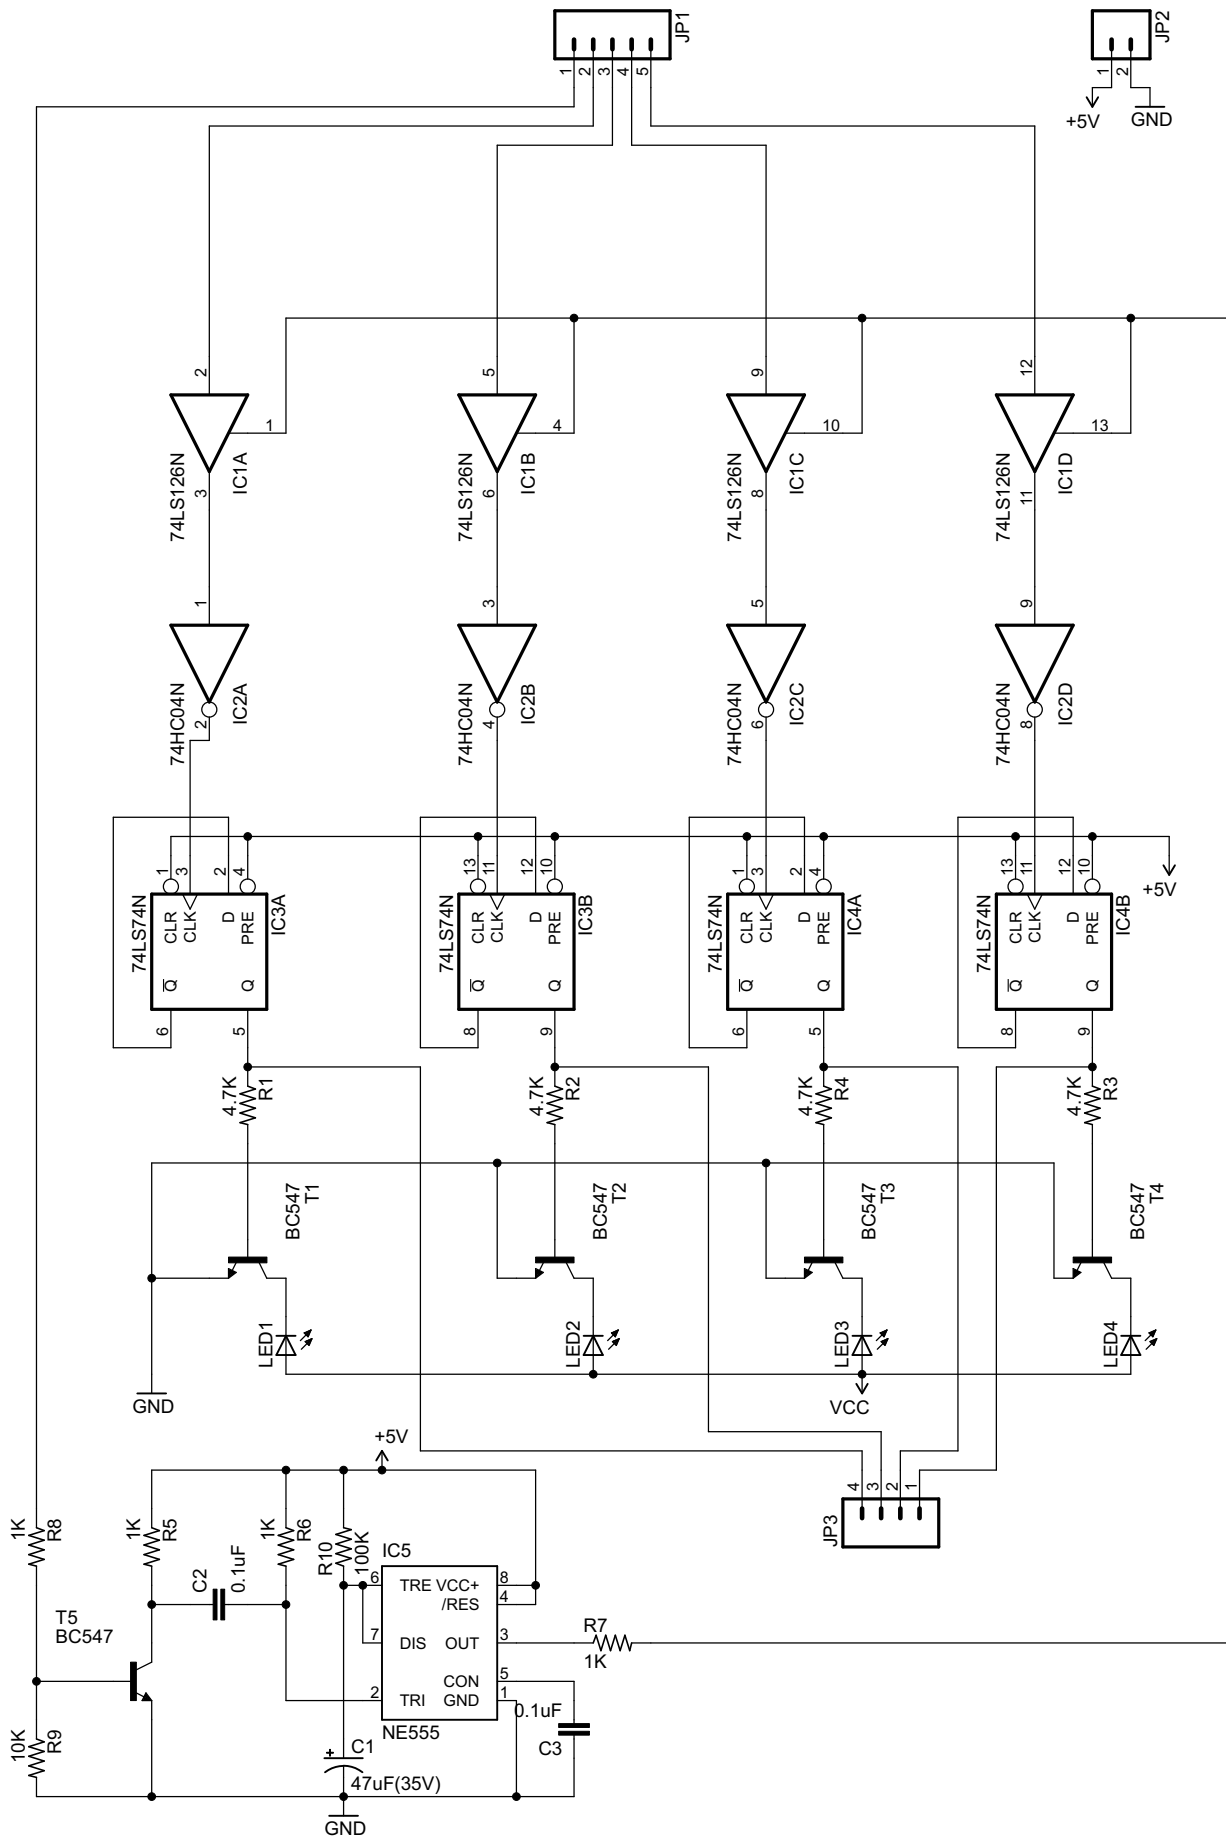 JP1
1
2
3
4
5
JP2
1
2
+5V
GND
2
1
74LS126N
IC1A
3
5
4
74LS126N
IC1B
6
9
10
74LS126N
IC1C
8
12
13
74LS126N
IC1D
11
1
74HC04N
IC2A
2
3
74HC04N
IC2B
4
5
74HC04N
IC2C
6
9
74HC04N
IC2D
8
1
3
2
4
74LS74N
CLR
CLK
D
PRE
IC3A
Q
Q
6
5
13
11
12
10
74LS74N
CLR
CLK
D
PRE
IC3B
Q
Q
8
9
1
3
2
4
74LS74N
CLR
CLK
D
PRE
IC4A
Q
Q
6
5
13
11
12
10
74LS74N
CLR
CLK
D
PRE
IC4B
Q
Q
8
9
+5V
4.7K
R1
4.7K
R2
4.7K
R4
4.7K
R3
BC547
T1
BC547
T2
BC547
T3
BC547
T4
LED1
LED2
LED3
LED4
GND
VCC
+5V
4
3
2
1
JP3
1K
R8
1K
R5
1K
R6
R10
100K
C2
0.1uF
T5
BC547
10K
R9
IC5
6
TRE
VCC+
8
/RES
4
7
DIS
OUT
3
CON
5
2
TRI
GND
1
NE555
R7
1K
0.1uF
C3
+
C1
47uF(35V)
GND